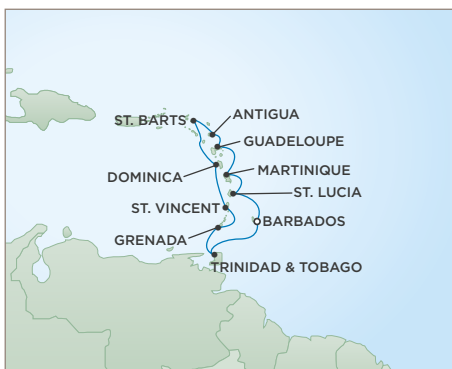 ST. BARTS
ANTIGUA
GUADELOUPE
DOMINICA
MARTINIQUE
ST. LUCIA
ST. VINCENT
BARBADOS
GRENADA
TRINIDAD & TOBAGO